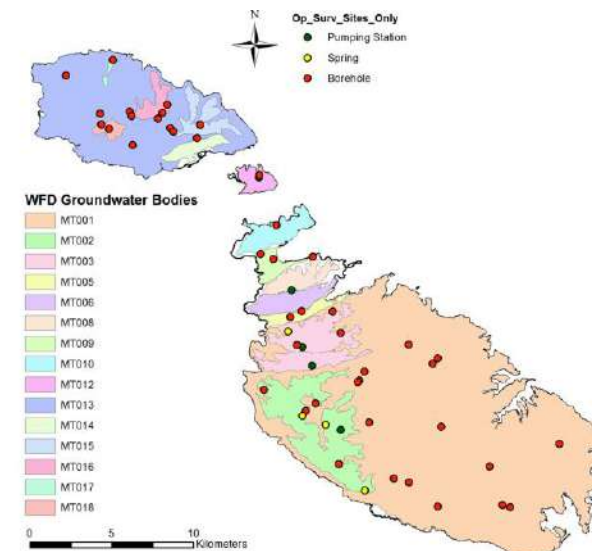 N
Op_Surv_Sites_Only
Pumping Station
Spring
Borehole
WFD Groundwater Bodies
MT001
MT002
MT003
MT005
MT006
MT008
MT009
MT010
MT012
MT013
MT014
MT015
MT016
MT017
MT018
0 5 10
Kilometers